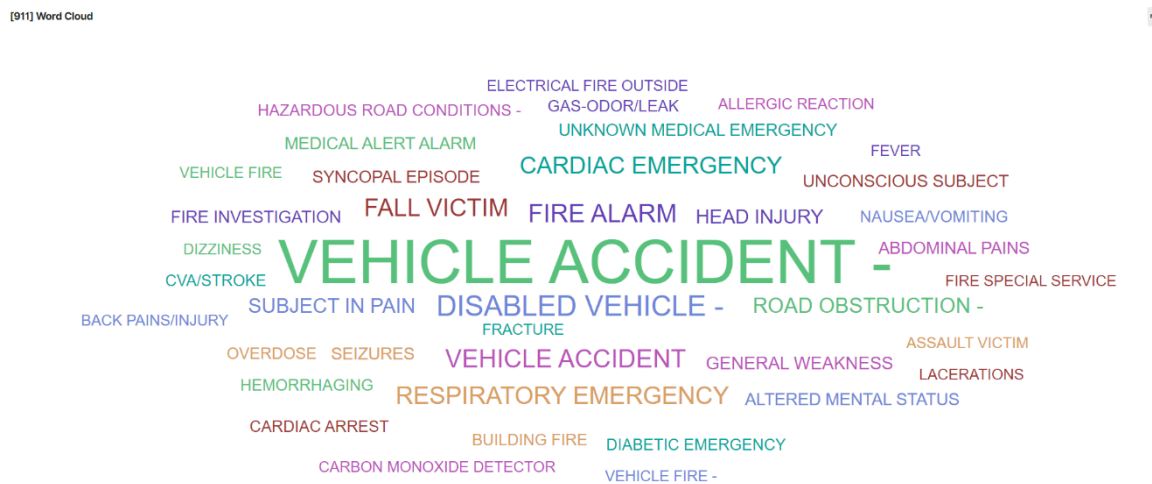 [911] Word Cloud
ELECTRICAL FIRE OUTSIDE
HAZARDOUS ROAD CONDITIONS -
GAS-ODOR/LEAK
ALLERGIC REACTION
UNKNOWN MEDICAL EMERGENCY
MEDICAL ALERT ALARM
FEVER
CARDIAC EMERGENCY
VEHICLE FIRE
SYNCOPAL EPISODE
UNCONSCIOUS SUBJECT
FALL VICTIM
FIRE ALARM
FIRE INVESTIGATION
HEAD INJURY
NAUSEA/VOMITING
DIZZINESS
VEHICLE ACCIDENT -
ABDOMINAL PAINS
CVA/STROKE
FIRE SPECIAL SERVICE
SUBJECT IN PAIN
DISABLED VEHICLE -
ROAD OBSTRUCTION -
BACK PAINS/INJURY
FRACTURE
ASSAULT VICTIM
OVERDOSE
SEIZURES
VEHICLE ACCIDENT
GENERAL WEAKNESS
LACERATIONS
HEMORRHAGING
RESPIRATORY EMERGENCY
ALTERED MENTAL STATUS
CARDIAC ARREST
BUILDING FIRE
DIABETIC EMERGENCY
CARBON MONOXIDE DETECTOR
VEHICLE FIRE -